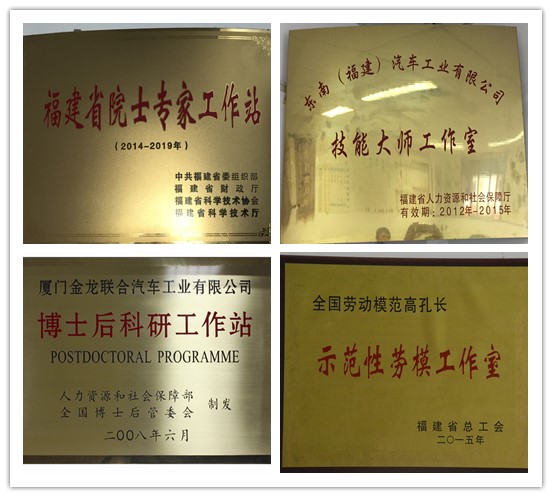 福建省院士专家工作站
(2014-2019年)
中共福建省委组织部
福建省财政厅
福建省科学技术协会
福建省科学技术厅
东南（福建）汽车工业有限公司
技能大师工作室
福建省人力资源和社会保障厅
有效期：2012年-2015年
厦门金龙联合汽车工业有限公司
博士后科研工作站
POSTDOCTORAL PROGRAMME
人力资源和社会保障部
全国博士后管委会
制发
二〇〇八年六月
全国劳动模范高孔长
示范性劳模工作室
福建省总工会
二〇一五年